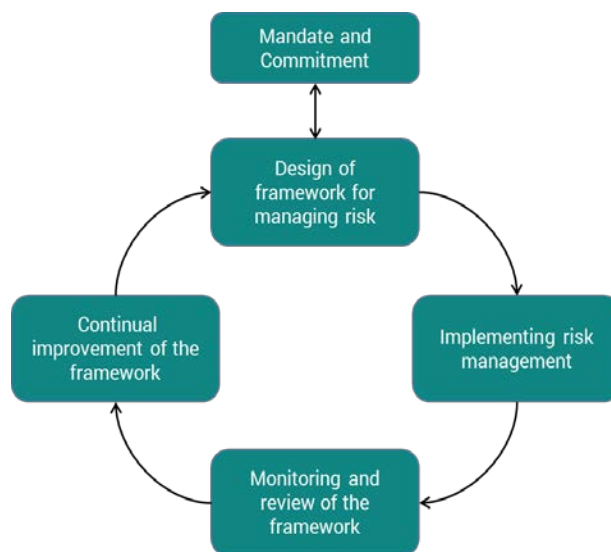 Mandate and
Commitment
Design of
framework for
managing risk
Continual
improvement of the
framework
Implementing risk
management
Monitoring and
review of the
framework